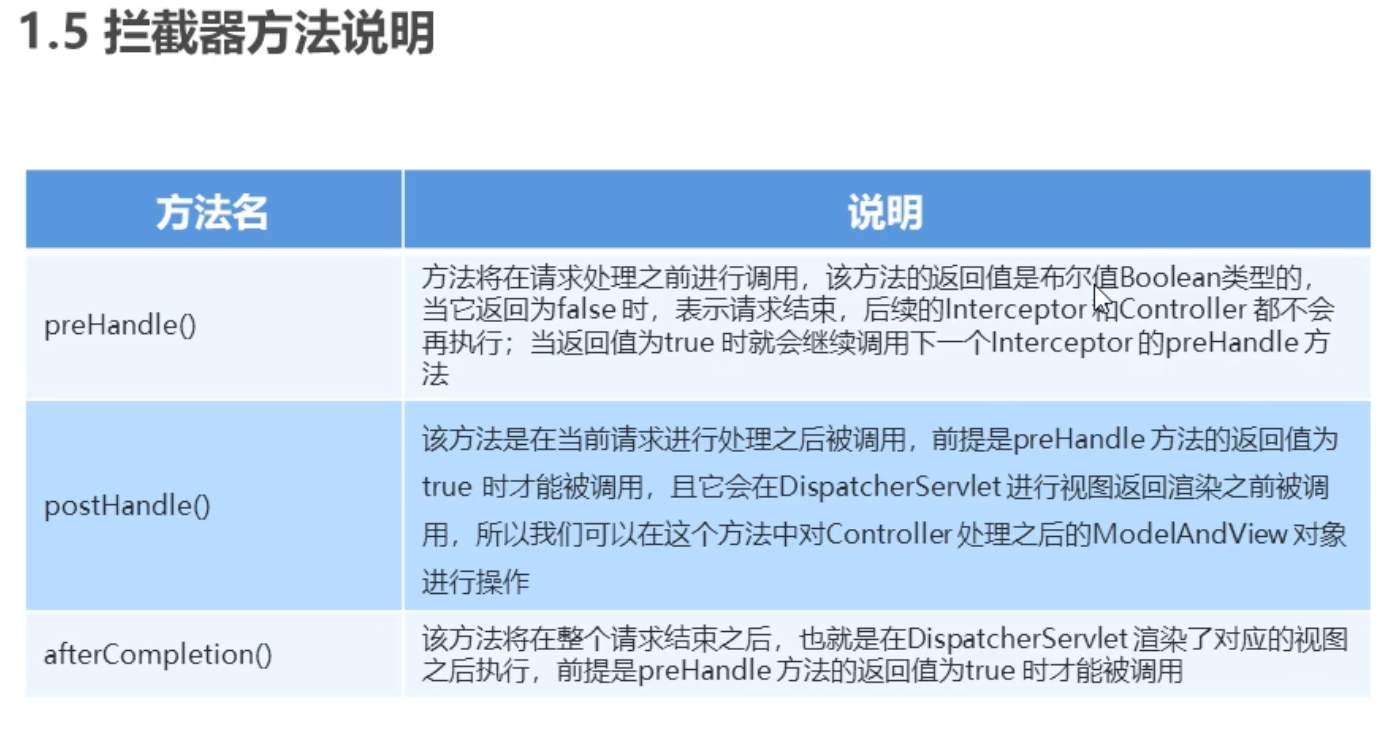 1.5 拦截器方法说明
方法名
说明
preHandle()
方法将在请求处理之前进行调用，该方法的返回值是布尔值Boolean类型的，
当它返回为false 时，表示请求结束，后续的Interceptor 和Controller 都不会
再执行；当返回值为true 时就会继续调用下一个Interceptor 的preHandle 方
法
postHandle()
该方法是在当前请求进行处理之后被调用，前提是preHandle 方法的返回值为
true 时才能被调用，且它会在DispatcherServlet 进行视图返回渲染之前被调
用，所以我们可以在这个方法中对Controller 处理之后的ModelAndView 对象
进行操作
afterCompletion()
该方法将在整个请求结束之后，也就是在DispatcherServlet 渲染了对应的视图
之后执行，前提是preHandle 方法的返回值为true 时才能被调用